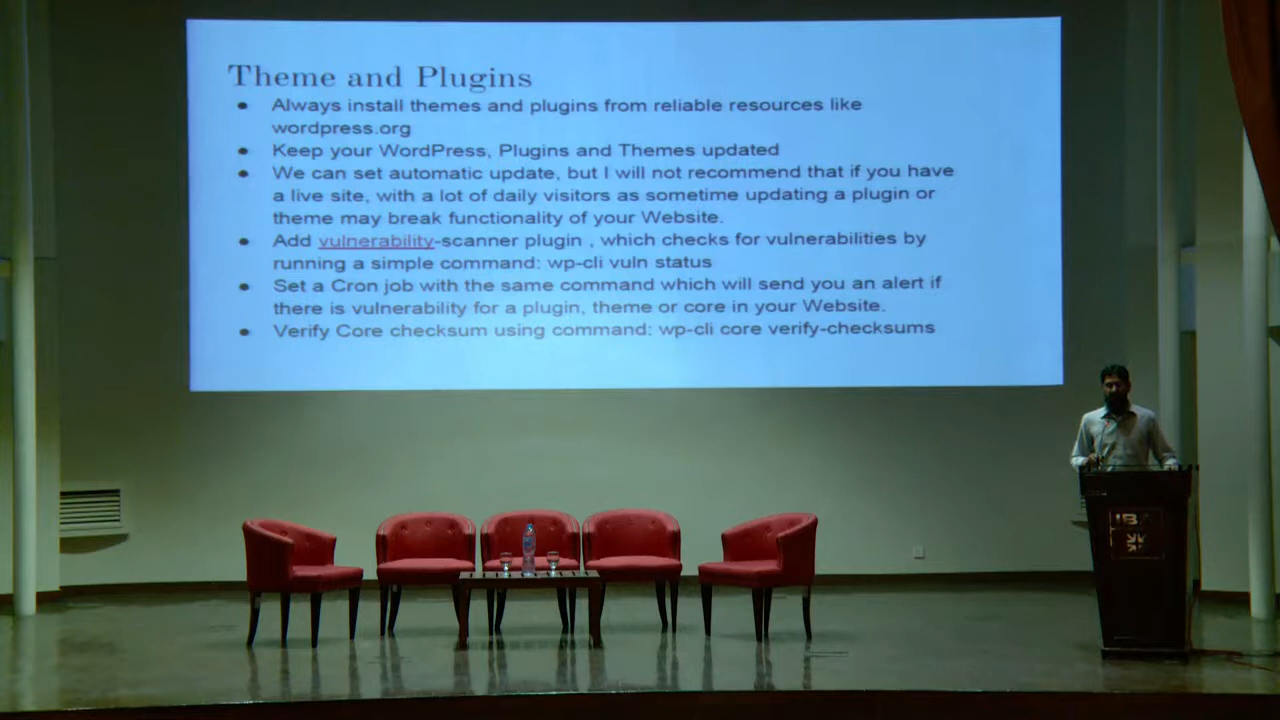 Theme and Plugins
● Always install themes and plugins from reliable resources like
wordpress.org
● Keep your WordPress, Plugins and Themes updated
● We can set automatic update, but I will not recommend that if you have
a live site, with a lot of daily visitors as sometime updating a plugin or
theme may break functionality of your Website.
● Add vulnerability-scanner plugin , which checks for vulnerabilities by
running a simple command: wp-cli vuln status
● Set a Cron job with the same command which will send you an alert if
there is vulnerability for a plugin, theme or core in your Website.
● Verify Core checksum using command: wp-cli core verify-checksums